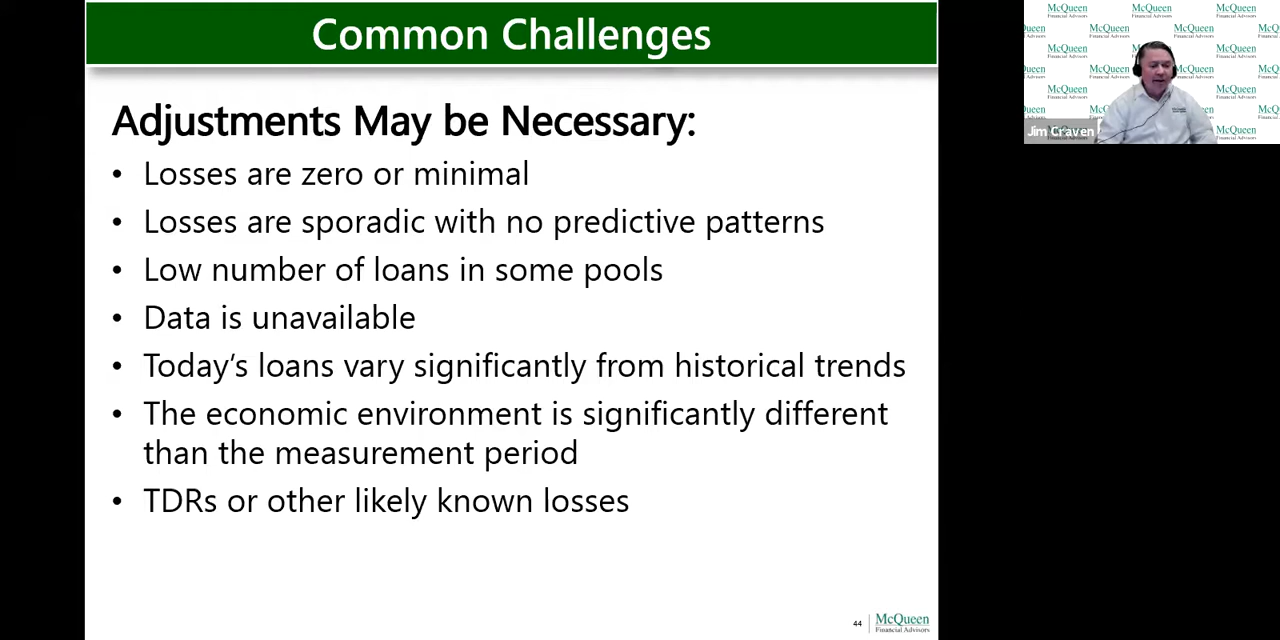 Common Challenges
Adjustments May be Necessary:
• Losses are zero or minimal
• Losses are sporadic with no predictive patterns
• Low number of loans in some pools
• Data is unavailable
• Today's loans vary significantly from historical trends
• The economic environment is significantly different
than the measurement period
• TDRs or other likely known losses
44
McQueen
Financial Advisors
McQueen
Financial Advisors
Jim Craven